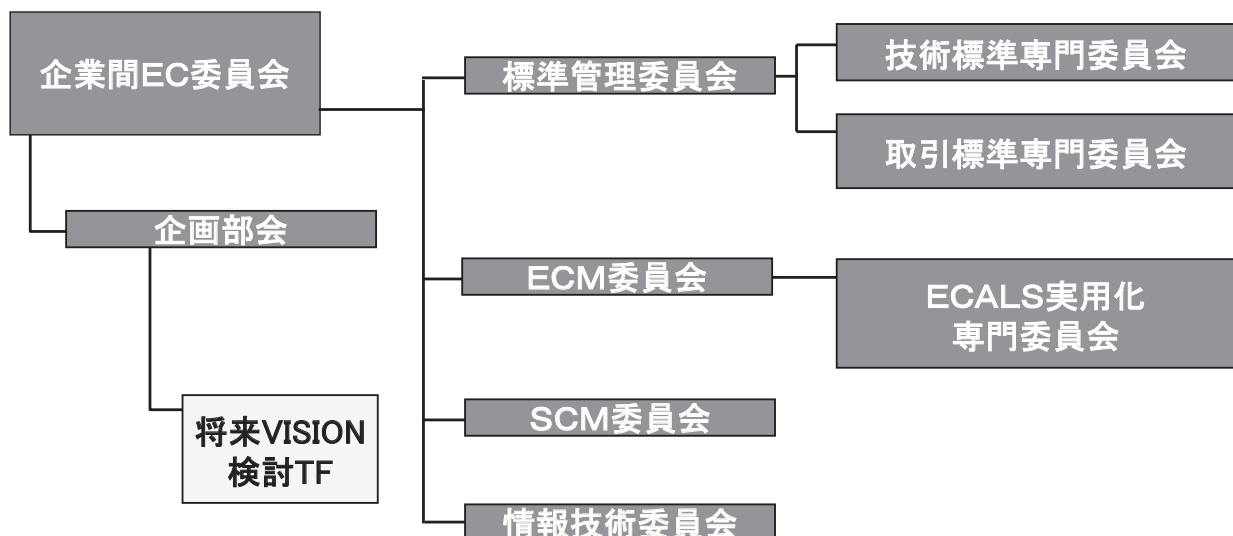 企業間EC委員会
標準管理委員会
技術標準専門委員会
取引標準専門委員会
企画部会
ECM委員会
ECALS実用化
専門委員会
将来VISION
検討TF
SCM委員会
情報技術委員会